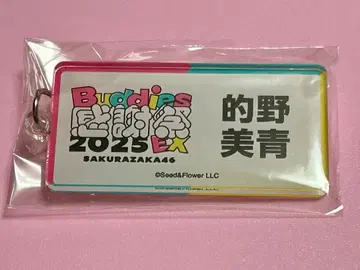 Buddies
感謝祭
2025 EX
SAKURAZAKA46
的野
美青
©Seed&Flower LLC